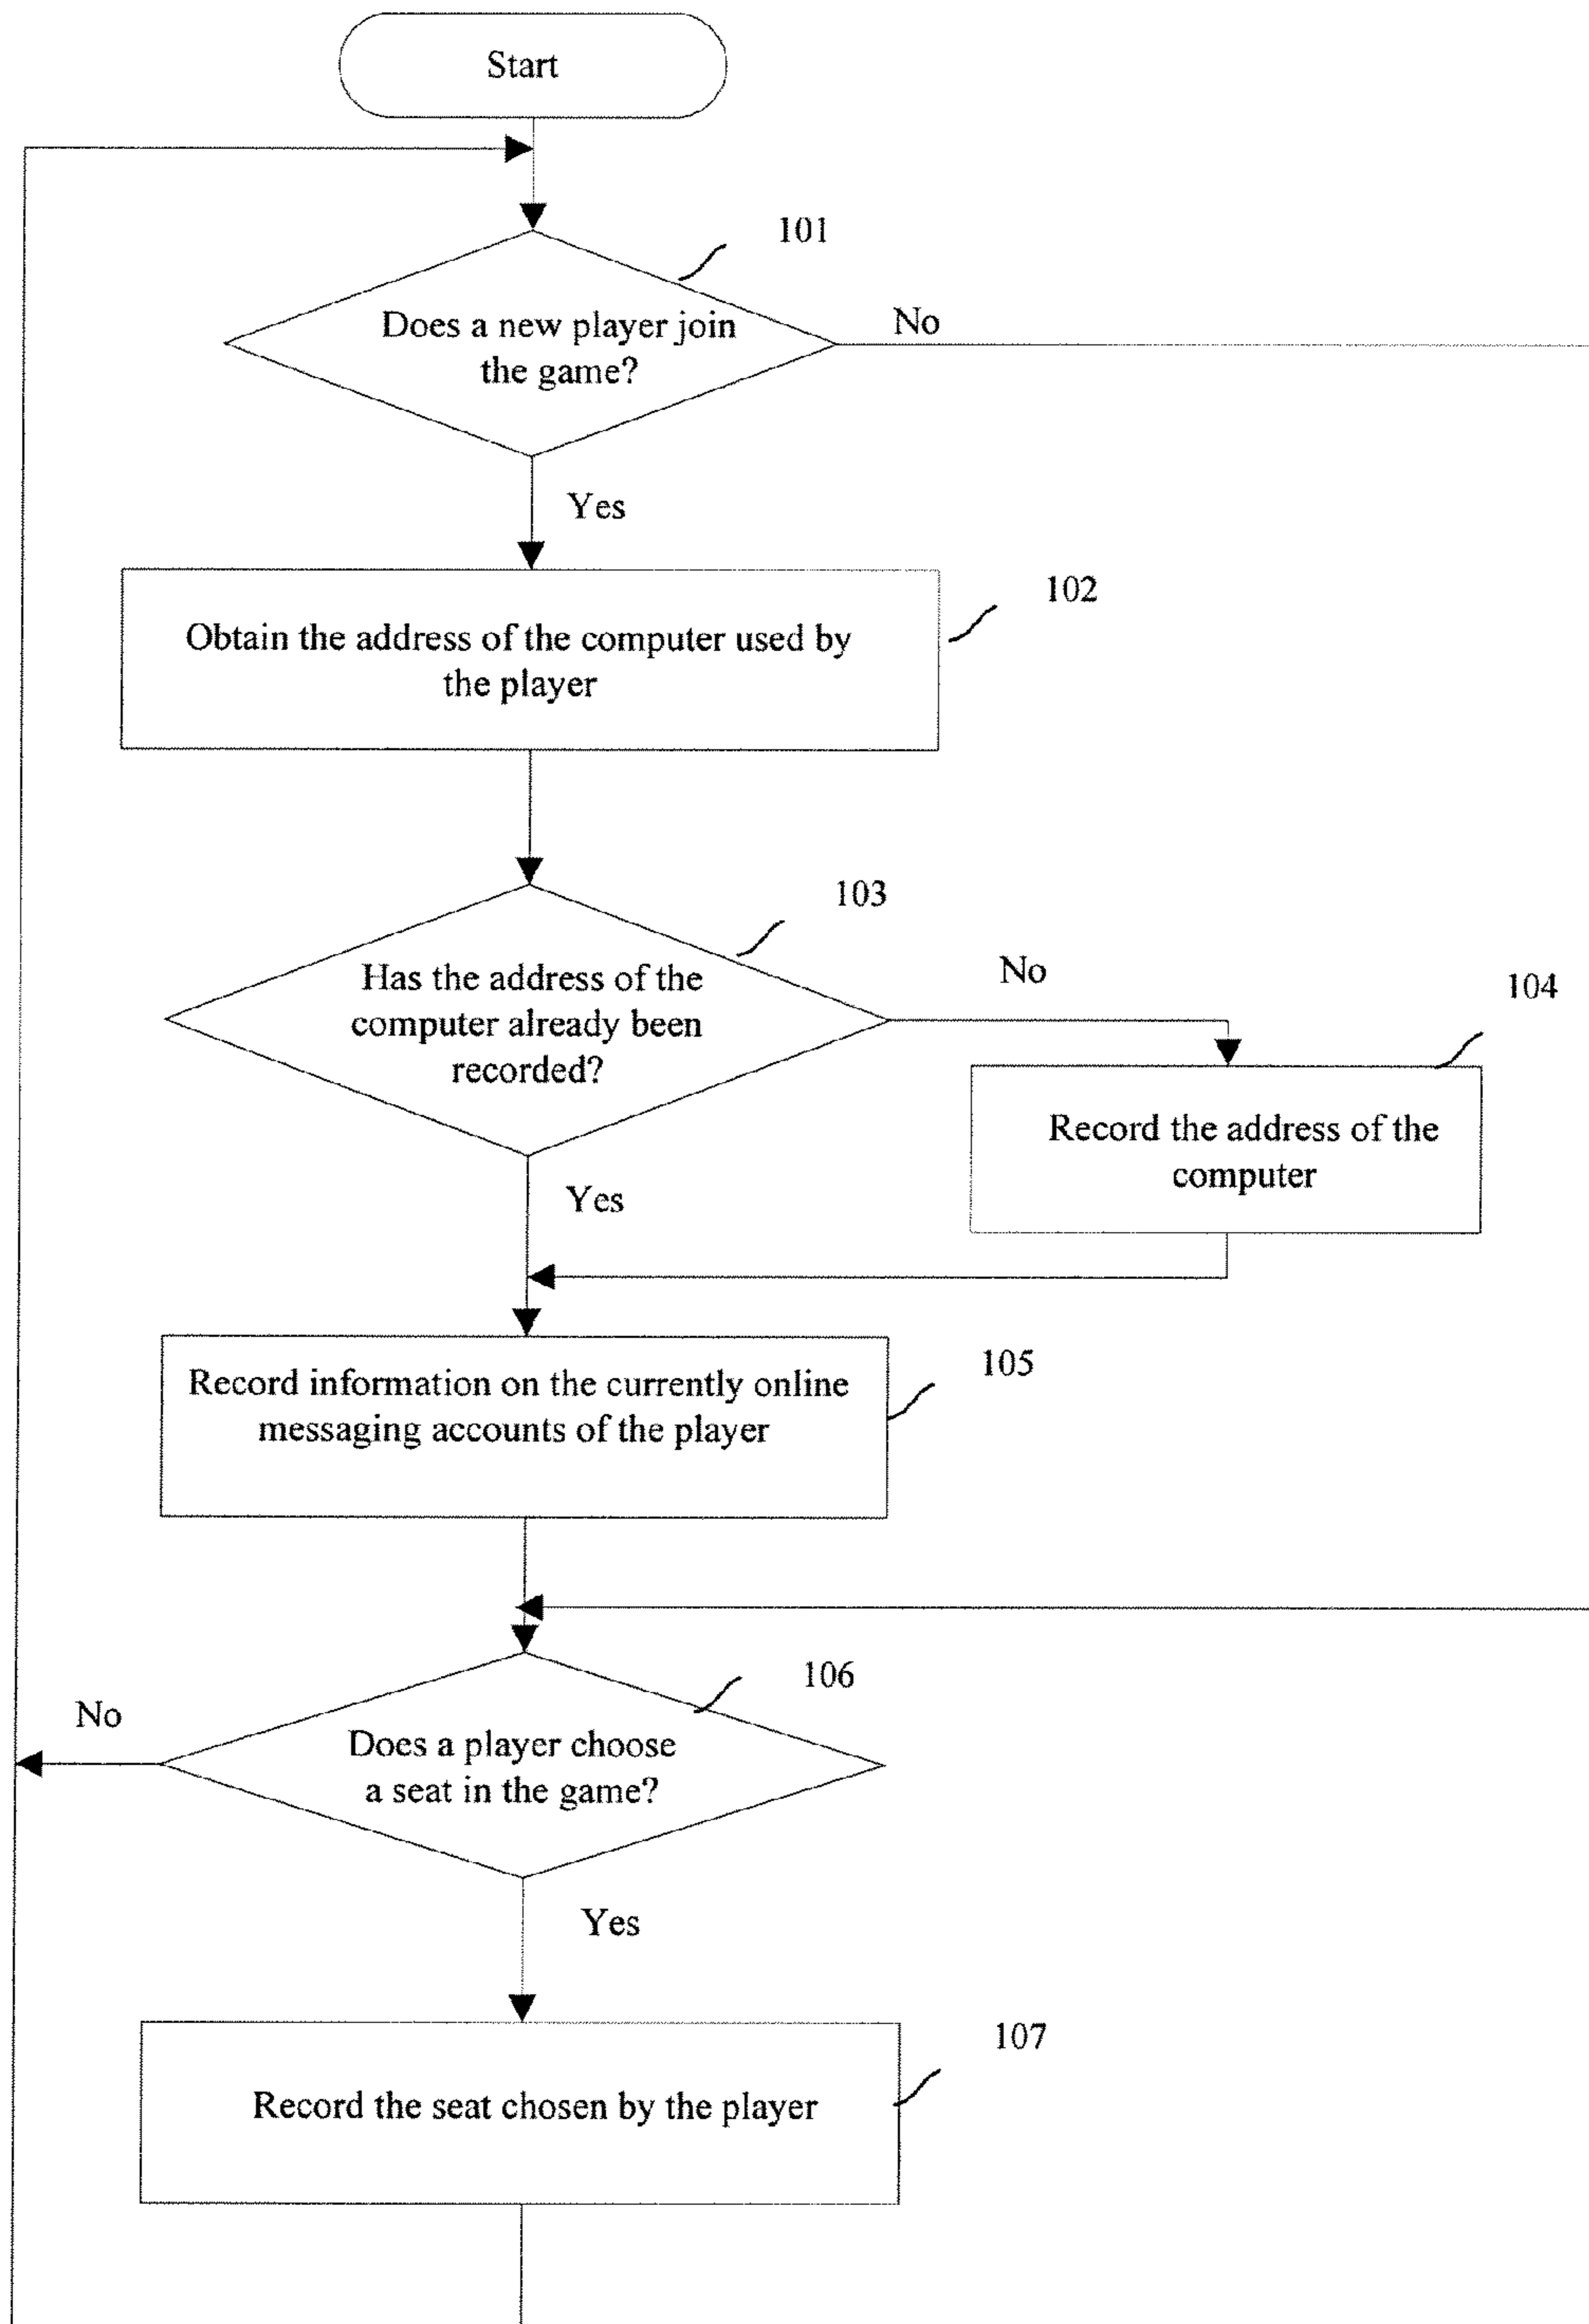 Start
101
Does a new player join
the game?
No
Yes
102
Obtain the address of the computer used by
the player
103
Has the address of the
computer already been
recorded?
No
104
Record the address of the
computer
Yes
105
Record information on the currently online
messaging accounts of the player
106
No
Does a player choose
a seat in the game?
Yes
107
Record the seat chosen by the player